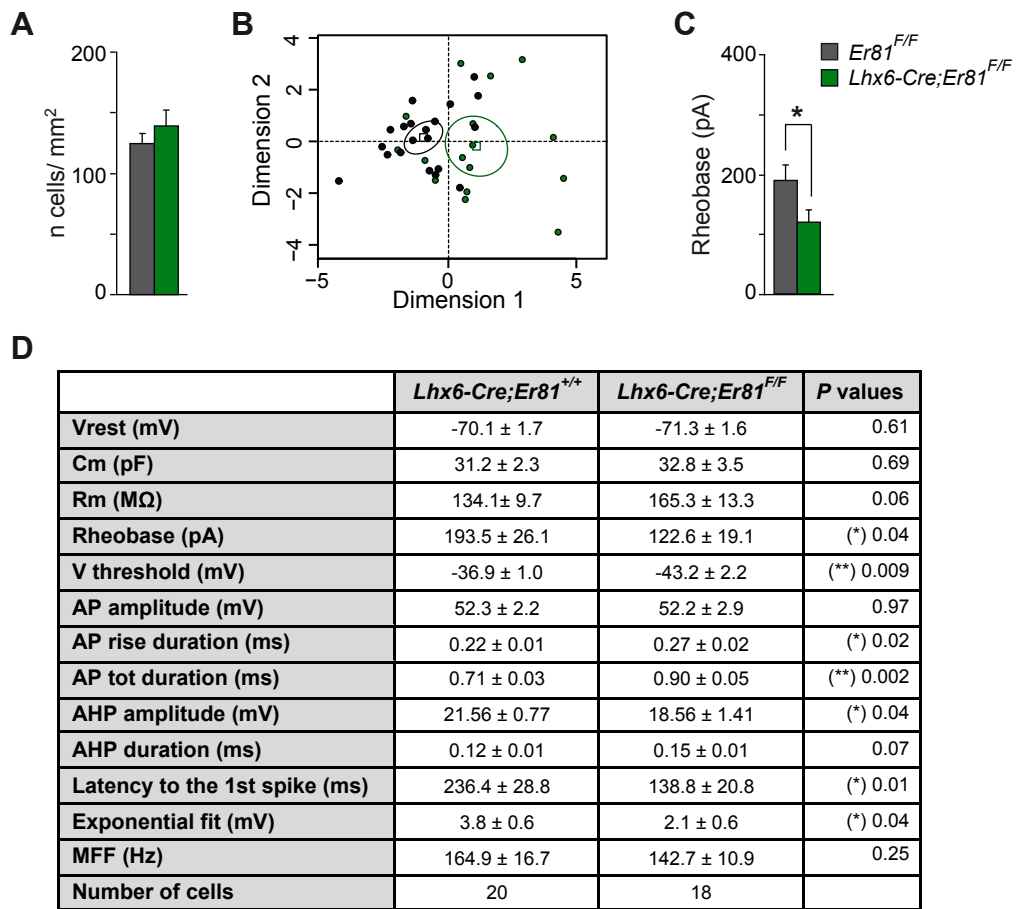 A
n cells/ mm²
200
100
0
B
Dimension 2
4
2
0
−2
−4
−5
0
5
Dimension 1
C
Rheobase (pA)
400
200
0
*
Er81^F/F
Lhx6-Cre;Er81^F/F
D
Lhx6-Cre;Er81^+/+ Lhx6-Cre;Er81^F/F P values
Vrest (mV) -70.1 ± 1.7 -71.3 ± 1.6 0.61
Cm (pF) 31.2 ± 2.3 32.8 ± 3.5 0.69
Rm (MΩ) 134.1± 9.7 165.3 ± 13.3 0.06
Rheobase (pA) 193.5 ± 26.1 122.6 ± 19.1 (*) 0.04
V threshold (mV) -36.9 ± 1.0 -43.2 ± 2.2 (**) 0.009
AP amplitude (mV) 52.3 ± 2.2 52.2 ± 2.9 0.97
AP rise duration (ms) 0.22 ± 0.01 0.27 ± 0.02 (*) 0.02
AP tot duration (ms) 0.71 ± 0.03 0.90 ± 0.05 (**) 0.002
AHP amplitude (mV) 21.56 ± 0.77 18.56 ± 1.41 (*) 0.04
AHP duration (ms) 0.12 ± 0.01 0.15 ± 0.01 0.07
Latency to the 1st spike (ms) 236.4 ± 28.8 138.8 ± 20.8 (*) 0.01
Exponential fit (mV) 3.8 ± 0.6 2.1 ± 0.6 (*) 0.04
MFF (Hz) 164.9 ± 16.7 142.7 ± 10.9 0.25
Number of cells 20 18